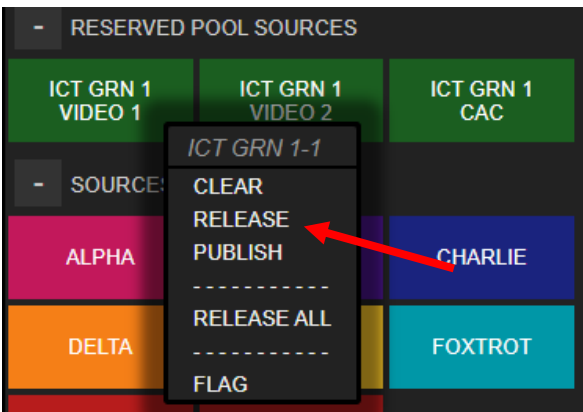 - RESERVED POOL SOURCES
ICT GRN 1
VIDEO 1
ICT GRN 1
VIDEO 2
ICT GRN 1
CAC
ICT GRN 1-1
CLEAR
RELEASE
PUBLISH
- - - - - - - - - - -
RELEASE ALL
- - - - - - - - - - -
FLAG
- SOURCES
ALPHA
CHARLIE
DELTA
FOXTROT